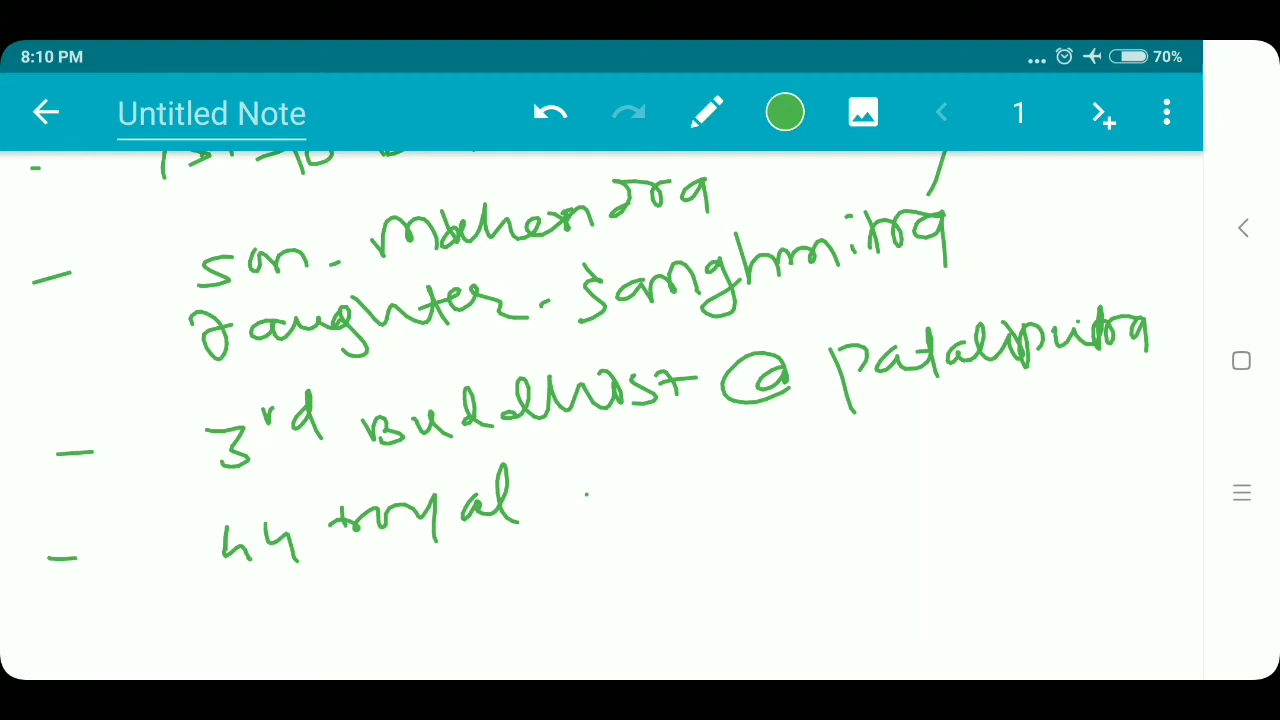 8:10 PM
70%
Untitled Note
1
son - Mahendra
Daughter - Sanghmitra
3rd Buddhist @ Pataliputra
44 royal